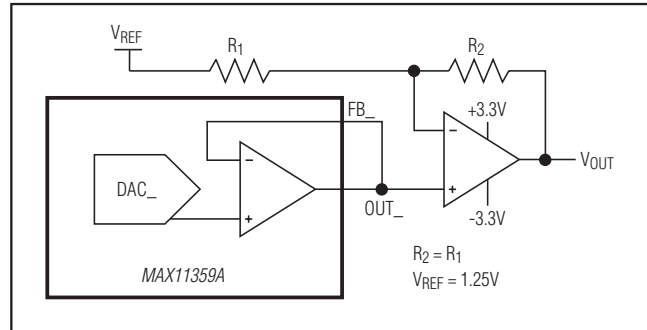 VREF
R1
R2
FB_
+3.3V
−
−
DAC_
VOUT
+
+
OUT_
-3.3V
R2 = R1
MAX11359A
VREF = 1.25V